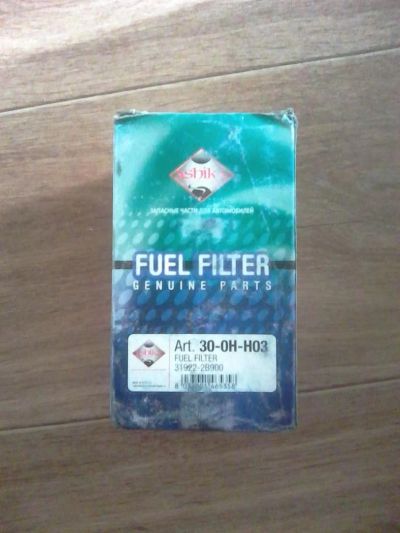 Ashika
ЗАПАСНЫЕ ЧАСТИ ДЛЯ АВТОМОБИЛЕЙ
FUEL FILTER
GENUINE PARTS
Art. 30-0H-H03
FUEL FILTER
31922-2B900